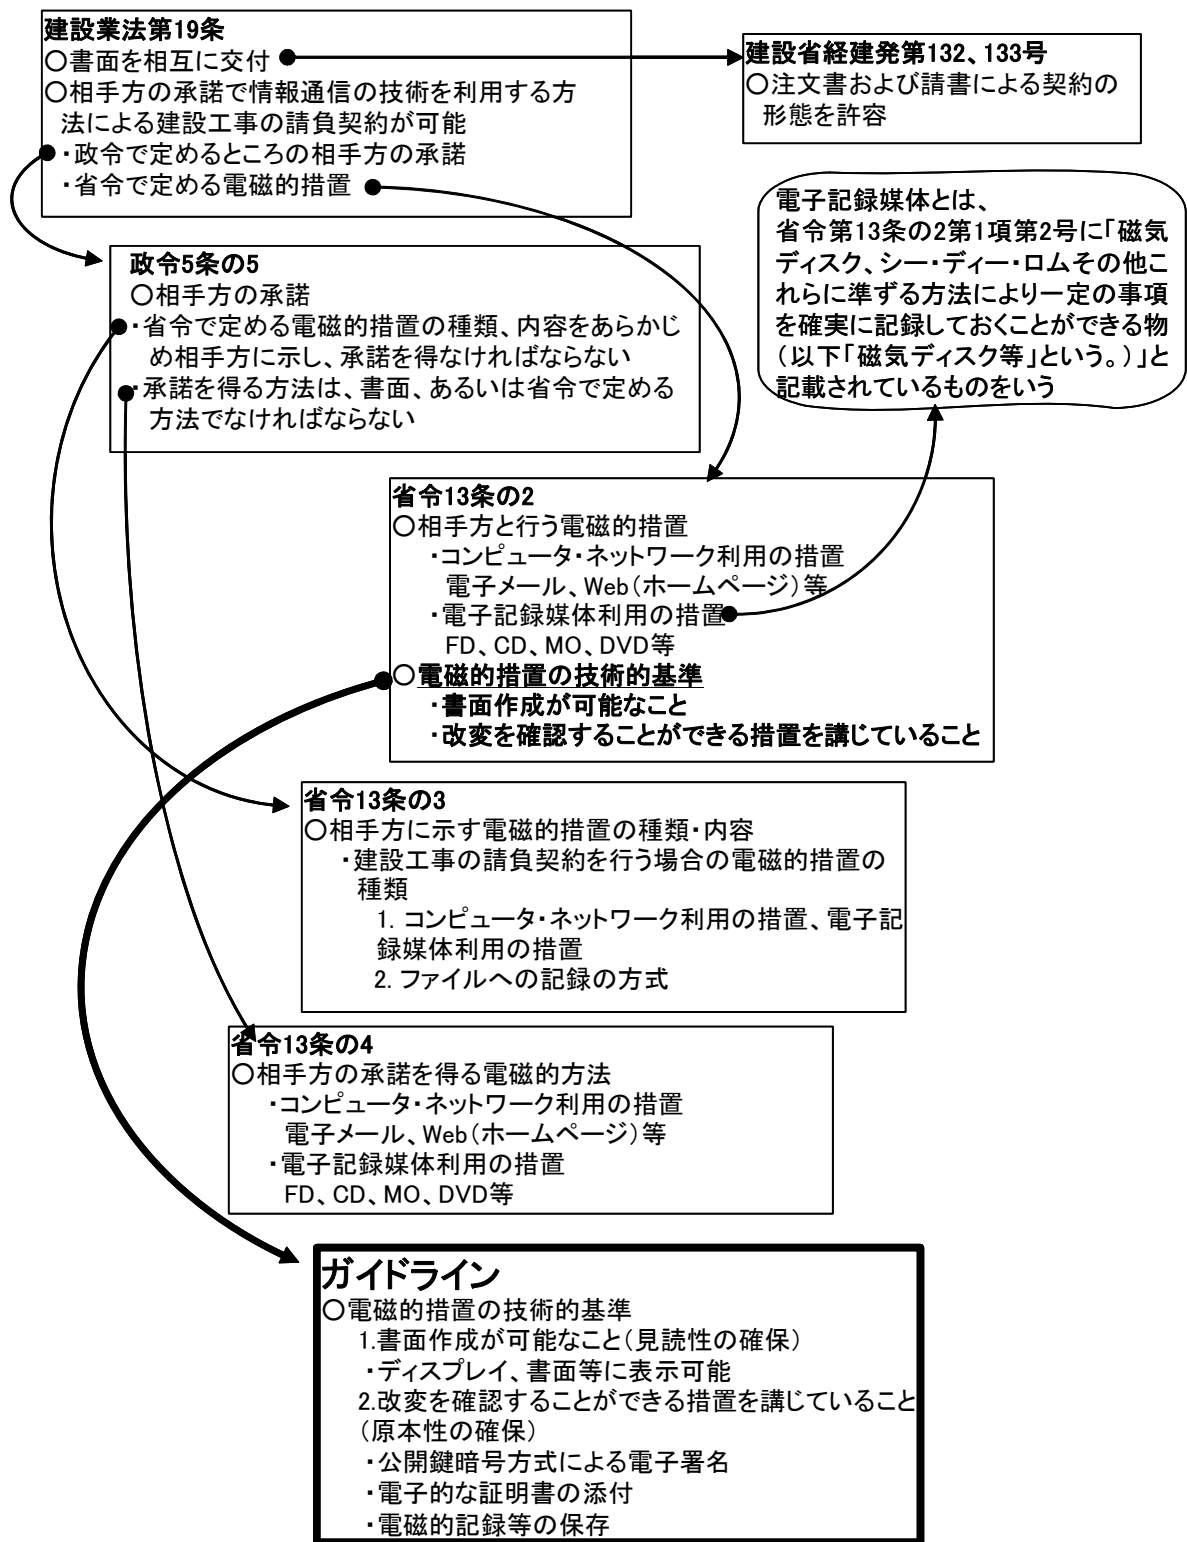 建設業法第19条
○書面を相互に交付
○相手方の承諾で情報通信の技術を利用する方
法による建設工事の請負契約が可能
・政令で定めるところの相手方の承諾
・省令で定める電磁的措置
建設省経建発第132、133号
○注文書および請書による契約の
形態を許容
電子記録媒体とは、
省令第13条の2第1項第2号に「磁気
ディスク、シー・ディー・ロムその他こ
れらに準ずる方法により一定の事項
を確実に記録しておくことができる物
（以下「磁気ディスク等」という。）」と
記載されているものをいう
政令5条の5
○相手方の承諾
・省令で定める電磁的措置の種類、内容をあらかじ
め相手方に示し、承諾を得なければならない
・承諾を得る方法は、書面、あるいは省令で定める
方法でなければならない
省令13条の2
○相手方と行う電磁的措置
・コンピュータ・ネットワーク利用の措置
電子メール、Web（ホームページ）等
・電子記録媒体利用の措置
FD、CD、MO、DVD等
○電磁的措置の技術的基準
・書面作成が可能なこと
・改変を確認することができる措置を講じていること
省令13条の3
○相手方に示す電磁的措置の種類・内容
・建設工事の請負契約を行う場合の電磁的措置の
種類
1. コンピュータ・ネットワーク利用の措置、電子記
録媒体利用の措置
2. ファイルへの記録の方式
省令13条の4
○相手方の承諾を得る電磁的方法
・コンピュータ・ネットワーク利用の措置
電子メール、Web（ホームページ）等
・電子記録媒体利用の措置
FD、CD、MO、DVD等
ガイドライン
○電磁的措置の技術的基準
1.書面作成が可能なこと（見読性の確保）
・ディスプレイ、書面等に表示可能
2.改変を確認することができる措置を講じていること
（原本性の確保）
・公開鍵暗号方式による電子署名
・電子的な証明書の添付
・電磁的記録等の保存